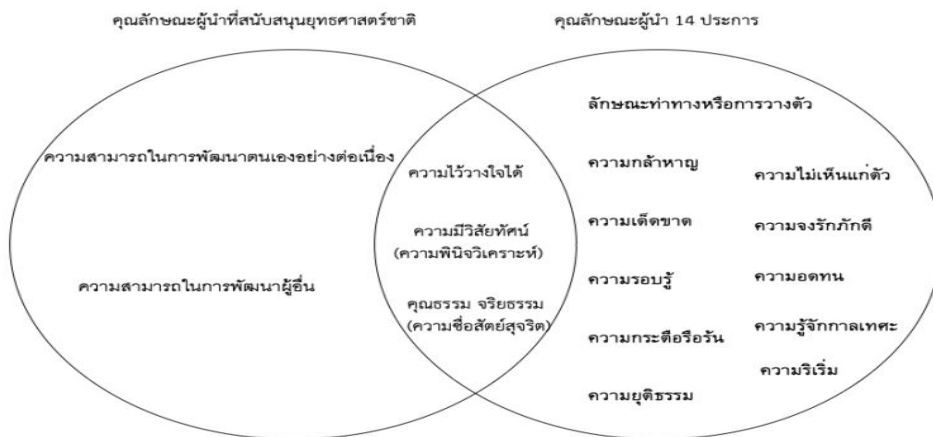 คุณลักษณะผู้นำที่สนับสนุนยุทธศาสตร์ชาติ
คุณลักษณะผู้นำ 14 ประการ
ความสามารถในการพัฒนาตนเองอย่างต่อเนื่อง
ความสามารถในการพัฒนาผู้อื่น
ความไว้วางใจได้
ความมีวิสัยทัศน์
(ความพินิจวิเคราะห์)
คุณธรรม จริยธรรม
(ความซื่อสัตย์สุจริต)
ลักษณะท่าทางหรือการวางตัว
ความกล้าหาญ
ความเด็ดขาด
ความรอบรู้
ความกระตือรือร้น
ความยุติธรรม
ความไม่เห็นแก่ตัว
ความจงรักภักดี
ความอดทน
ความรู้จักกาลเทศะ
ความริเริ่ม